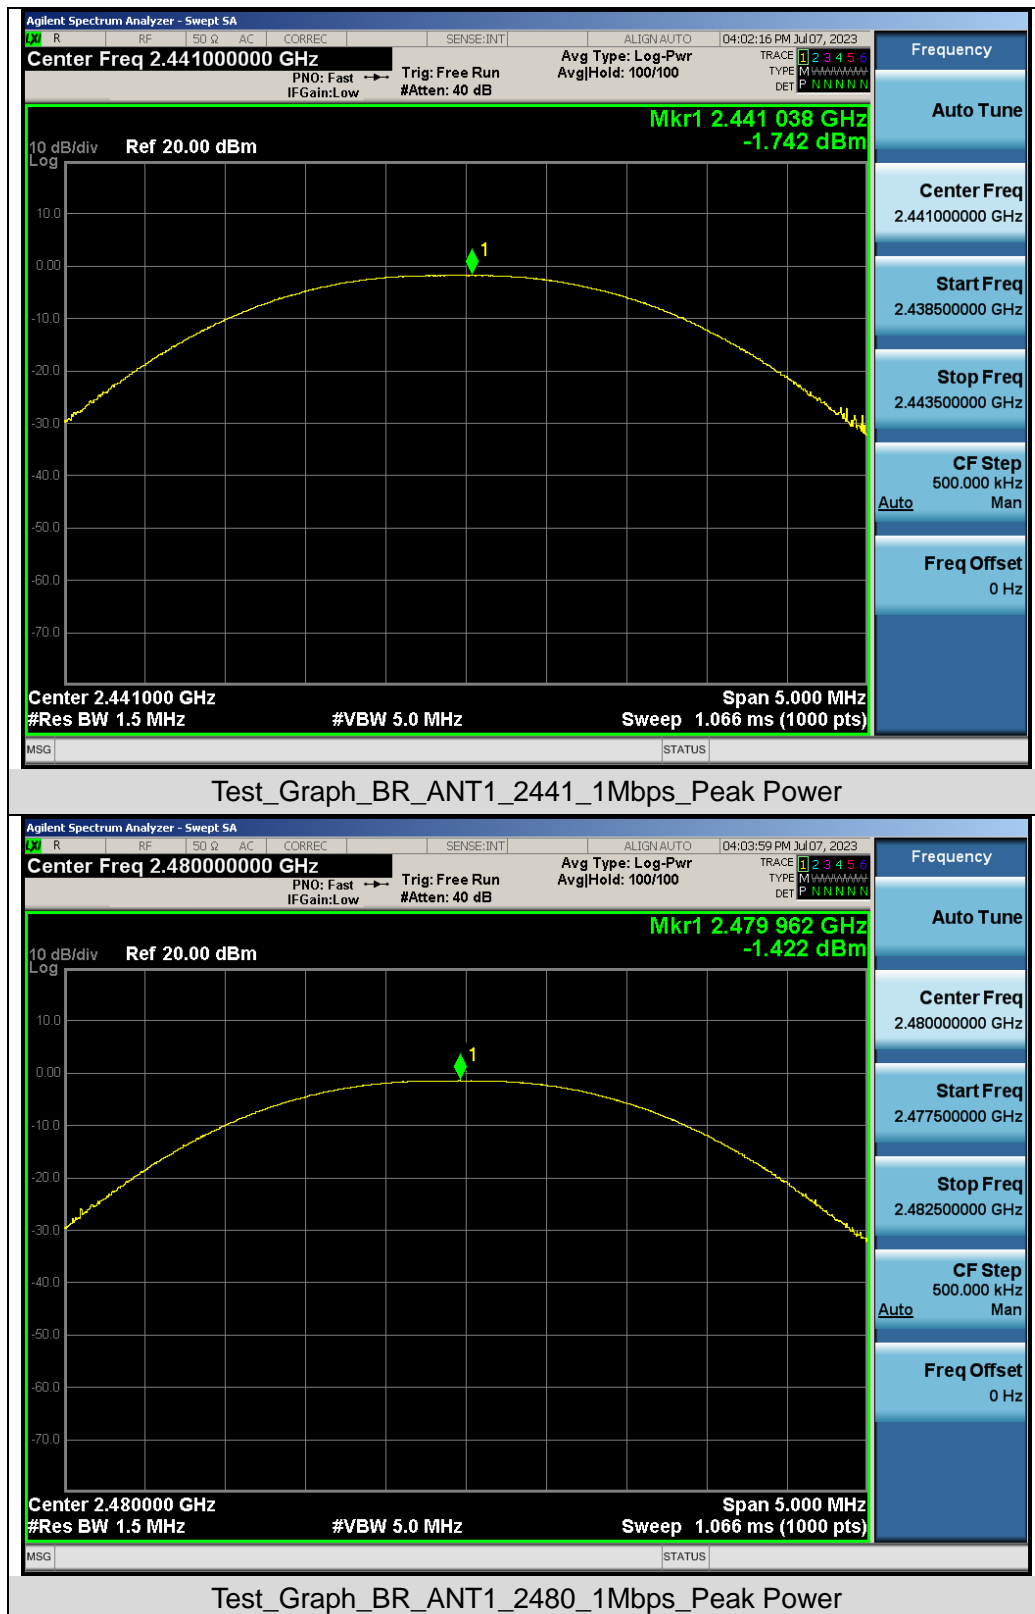 Agilent Spectrum Analyzer - Swept SA
LXI R RF 50 Ω AC CORREC SENSE:INT ALIGN AUTO 04:02:16 PM Jul 07, 2023
Center Freq 2.441000000 GHz
PNO: Fast
IFGain:Low
Trig: Free Run
#Atten: 40 dB
Avg Type: Log-Pwr
Avg|Hold: 100/100
TRACE 1 2 3 4 5 6
TYPE M WWWWW
DET P N N N N N
Frequency
Auto Tune
Mkr1 2.441 038 GHz
-1.742 dBm
10 dB/div Ref 20.00 dBm
Log
10.0
0.00
-10.0
-20.0
-30.0
-40.0
-50.0
-60.0
-70.0
1
Center Freq
2.441000000 GHz
Start Freq
2.438500000 GHz
Stop Freq
2.443500000 GHz
CF Step
500.000 kHz
Auto Man
Freq Offset
0 Hz
Center 2.441000 GHz Span 5.000 MHz
#Res BW 1.5 MHz #VBW 5.0 MHz Sweep 1.066 ms (1000 pts)
MSG STATUS
Test_Graph_BR_ANT1_2441_1Mbps_Peak Power
Agilent Spectrum Analyzer - Swept SA
LXI R RF 50 Ω AC CORREC SENSE:INT ALIGN AUTO 04:03:59 PM Jul 07, 2023
Center Freq 2.480000000 GHz
PNO: Fast
IFGain:Low
Trig: Free Run
#Atten: 40 dB
Avg Type: Log-Pwr
Avg|Hold: 100/100
TRACE 1 2 3 4 5 6
TYPE M WWWWW
DET P N N N N N
Frequency
Auto Tune
Mkr1 2.479 962 GHz
-1.422 dBm
10 dB/div Ref 20.00 dBm
Log
10.0
0.00
-10.0
-20.0
-30.0
-40.0
-50.0
-60.0
-70.0
1
Center Freq
2.480000000 GHz
Start Freq
2.477500000 GHz
Stop Freq
2.482500000 GHz
CF Step
500.000 kHz
Auto Man
Freq Offset
0 Hz
Center 2.480000 GHz Span 5.000 MHz
#Res BW 1.5 MHz #VBW 5.0 MHz Sweep 1.066 ms (1000 pts)
MSG STATUS
Test_Graph_BR_ANT1_2480_1Mbps_Peak Power